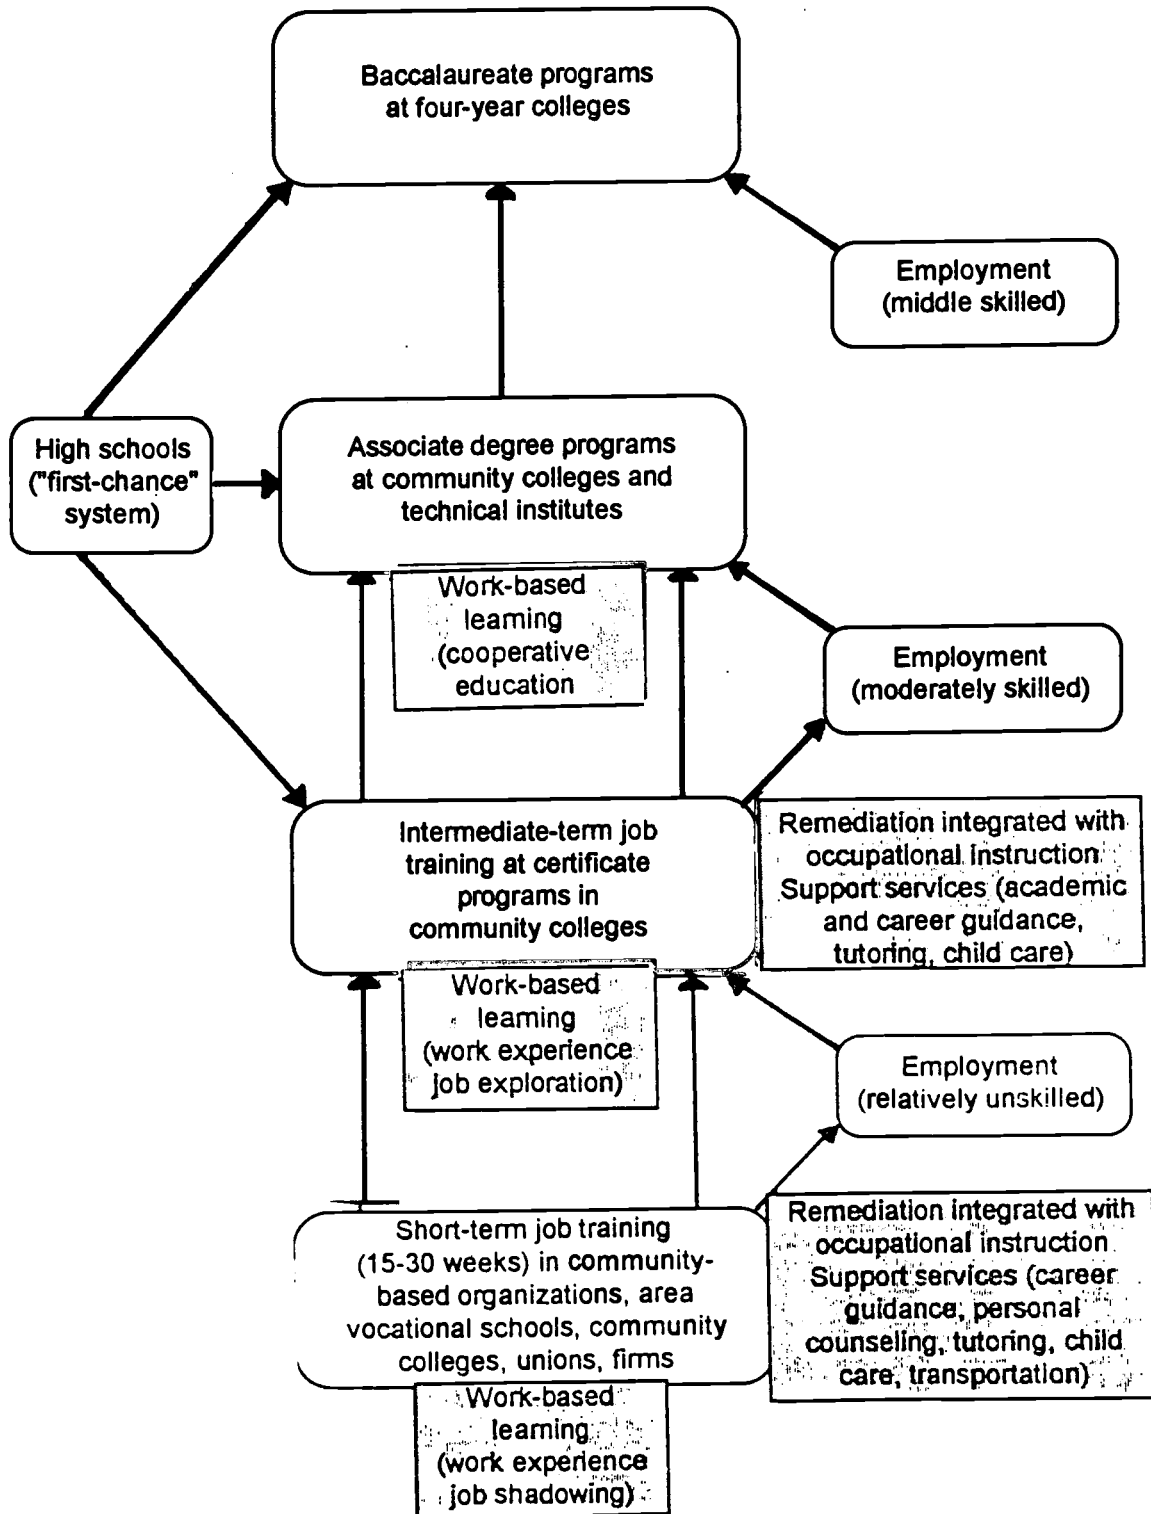 Baccalaureate programs
at four-year colleges
Employment
(middle skilled)
High schools
("first-chance"
system)
Associate degree programs
at community colleges and
technical institutes
Work-based
learning
(cooperative
education
Employment
(moderately skilled)
Intermediate-term job
training at certificate
programs in
community colleges
Remediation integrated with
occupational instruction
Support services (academic
and career guidance,
tutoring, child care)
Work-based
learning
(work experience
job exploration)
Employment
(relatively unskilled)
Short-term job training
(15-30 weeks) in community-
based organizations, area
vocational schools, community
colleges, unions, firms
Remediation integrated with
occupational instruction
Support services (career
guidance, personal
counseling, tutoring, child
care, transportation)
Work-based
learning
(work experience
job shadowing)